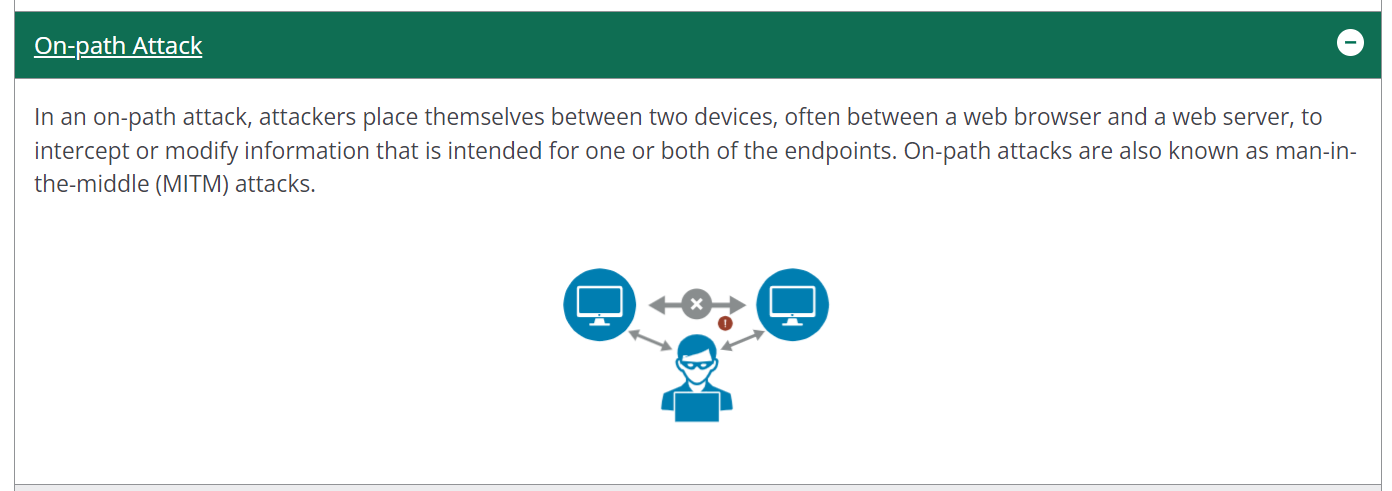 On-path Attack
In an on-path attack, attackers place themselves between two devices, often between a web browser and a web server, to
intercept or modify information that is intended for one or both of the endpoints. On-path attacks are also known as man-in-
the-middle (MITM) attacks.
!